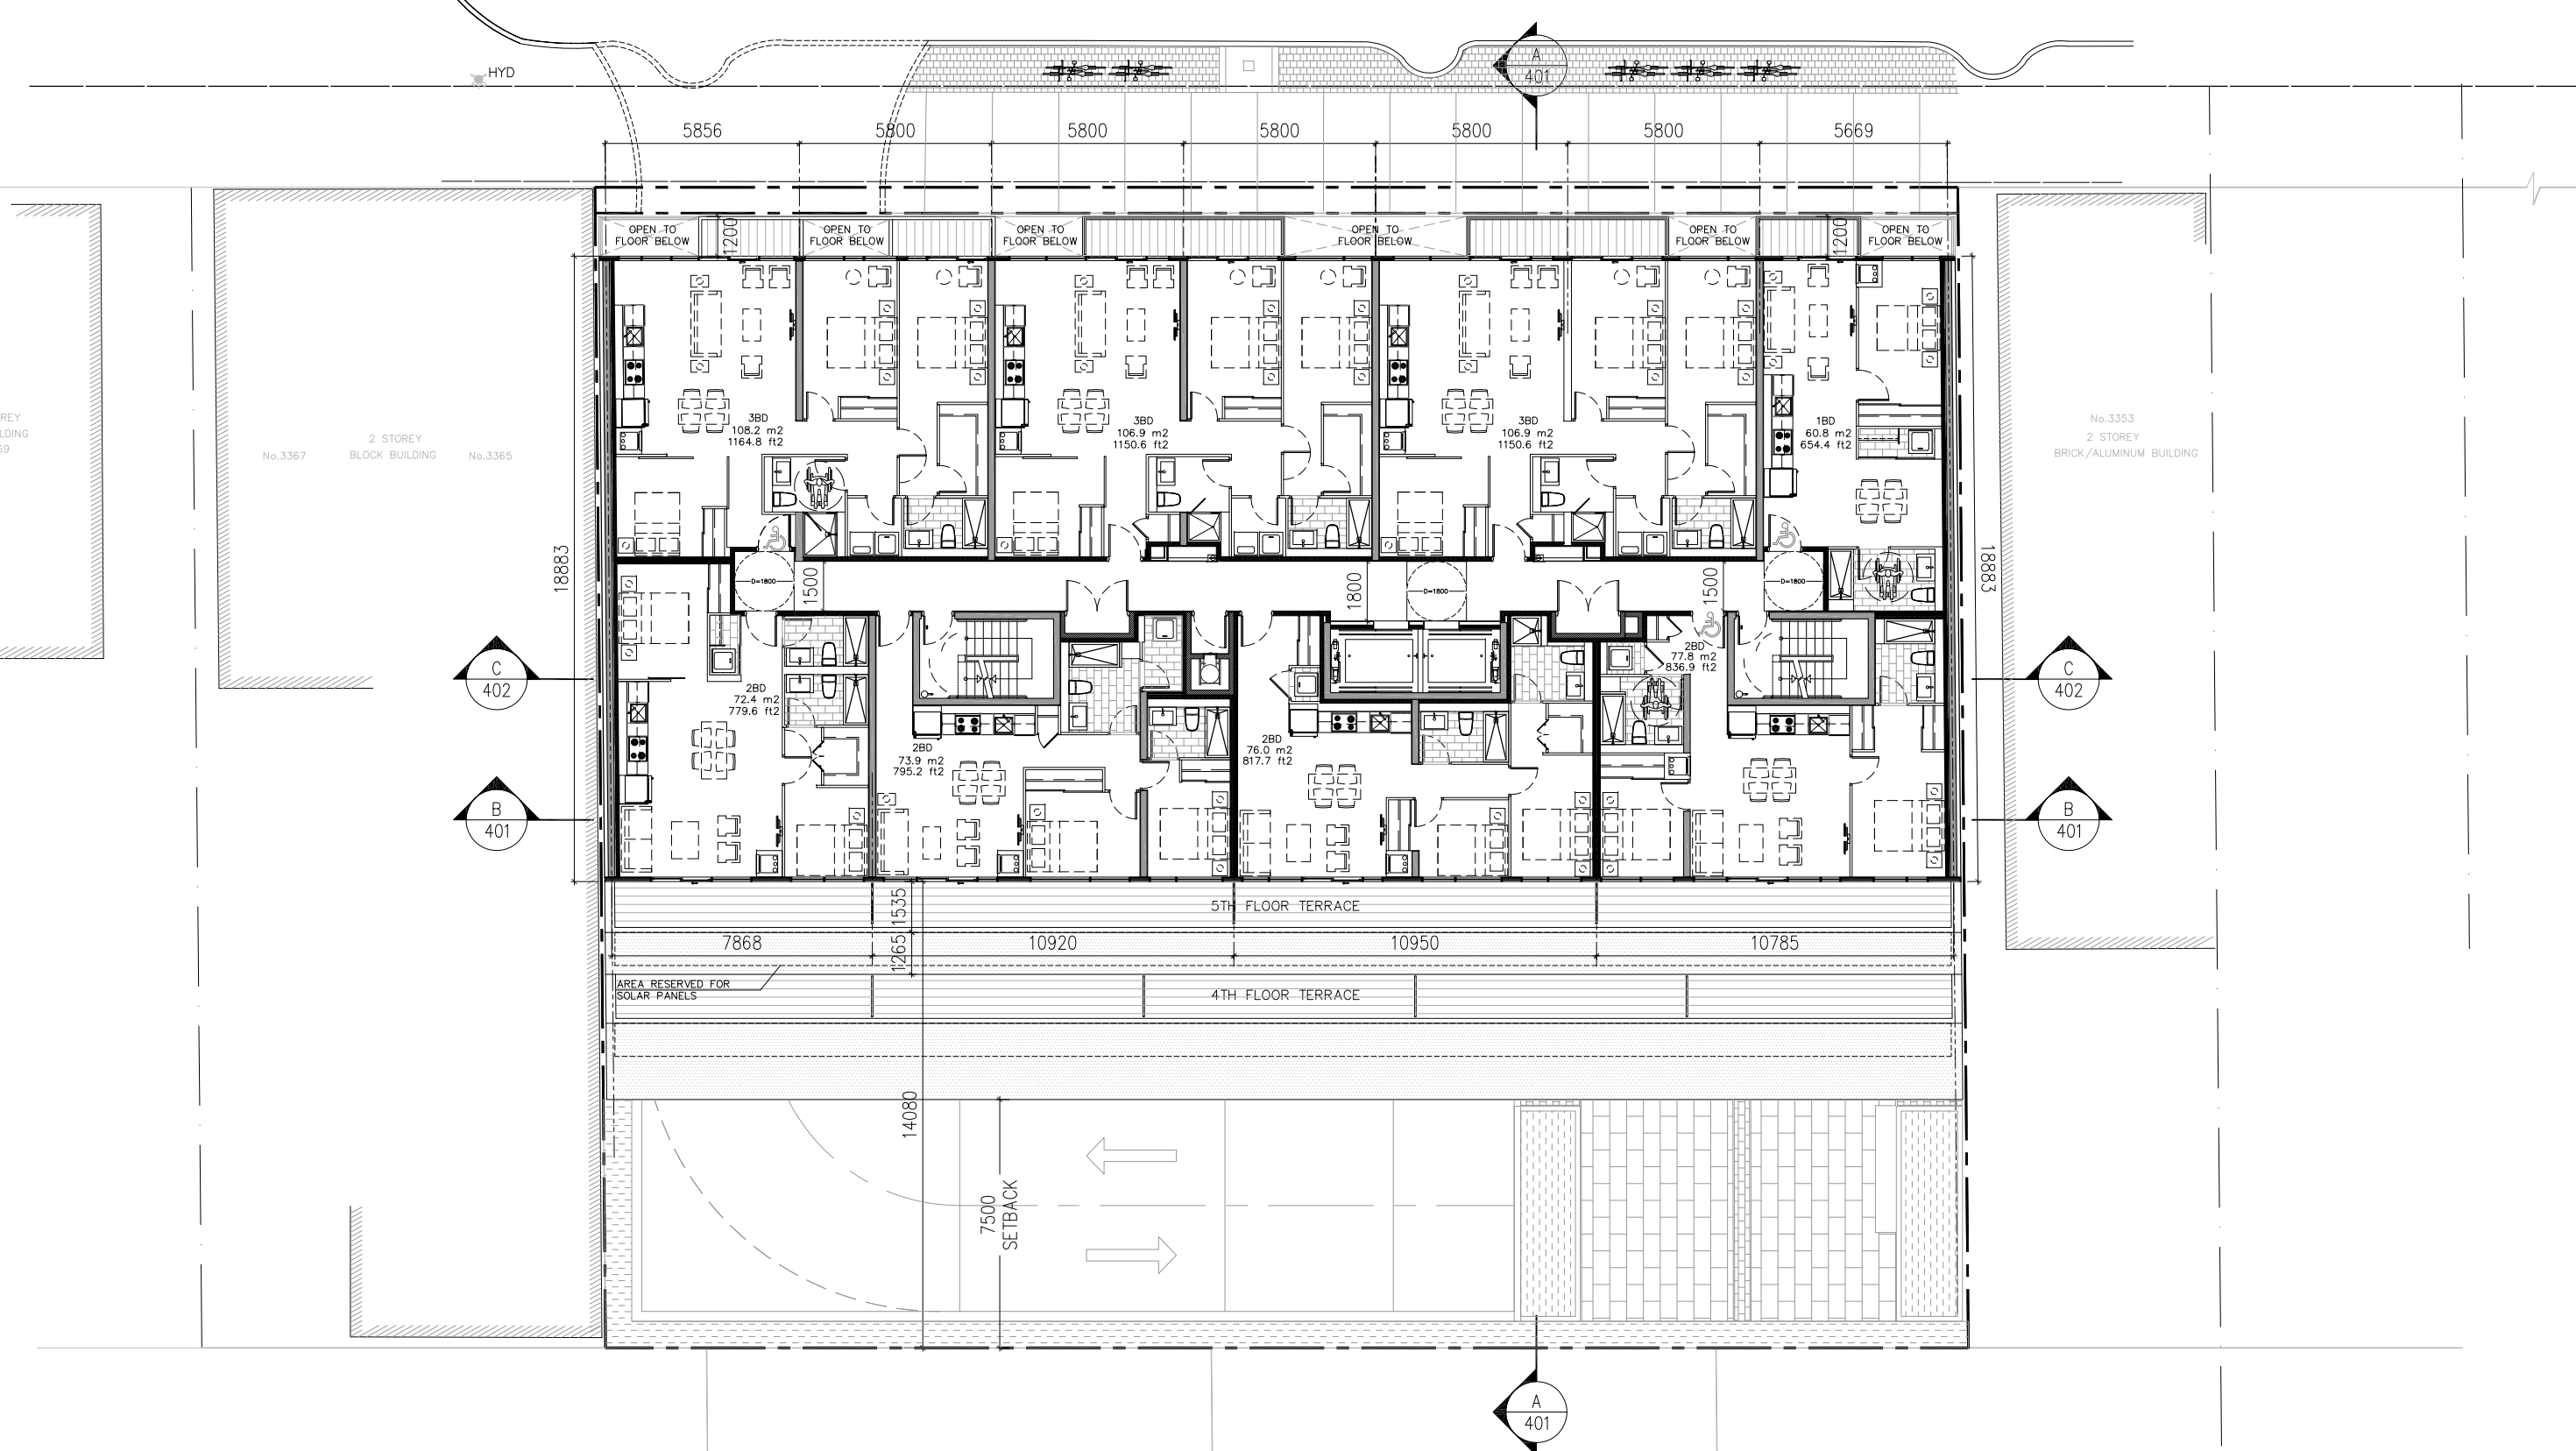 HYD
A
401
5856
5800
5800
5800
5800
5800
5669
OPEN TO
FLOOR BELOW
1200
OPEN TO
FLOOR BELOW
OPEN TO
FLOOR BELOW
OPEN TO
FLOOR BELOW
OPEN TO
FLOOR BELOW
1200
OPEN TO
FLOOR BELOW
REY
LDING
69
No.3367
2 STOREY
BLOCK BUILDING
No.3365
3BD
108.2 m2
1164.8 ft2
3BD
106.9 m2
1150.6 ft2
3BD
106.9 m2
1150.6 ft2
1BD
60.8 m2
654.4 ft2
No.3353
2 STOREY
BRICK/ALUMINUM BUILDING
18883
D=1800
1500
1800
D=1800
1500
D=1800
18883
C
402
2BD
72.4 m2
779.6 ft2
2BD
73.9 m2
795.2 ft2
2BD
76.0 m2
817.7 ft2
2BD
77.8 m2
836.9 ft2
C
402
B
401
B
401
1535
5TH FLOOR TERRACE
7868
1265
10920
10950
10785
AREA RESERVED FOR
SOLAR PANELS
4TH FLOOR TERRACE
14080
7500
SETBACK
A
401